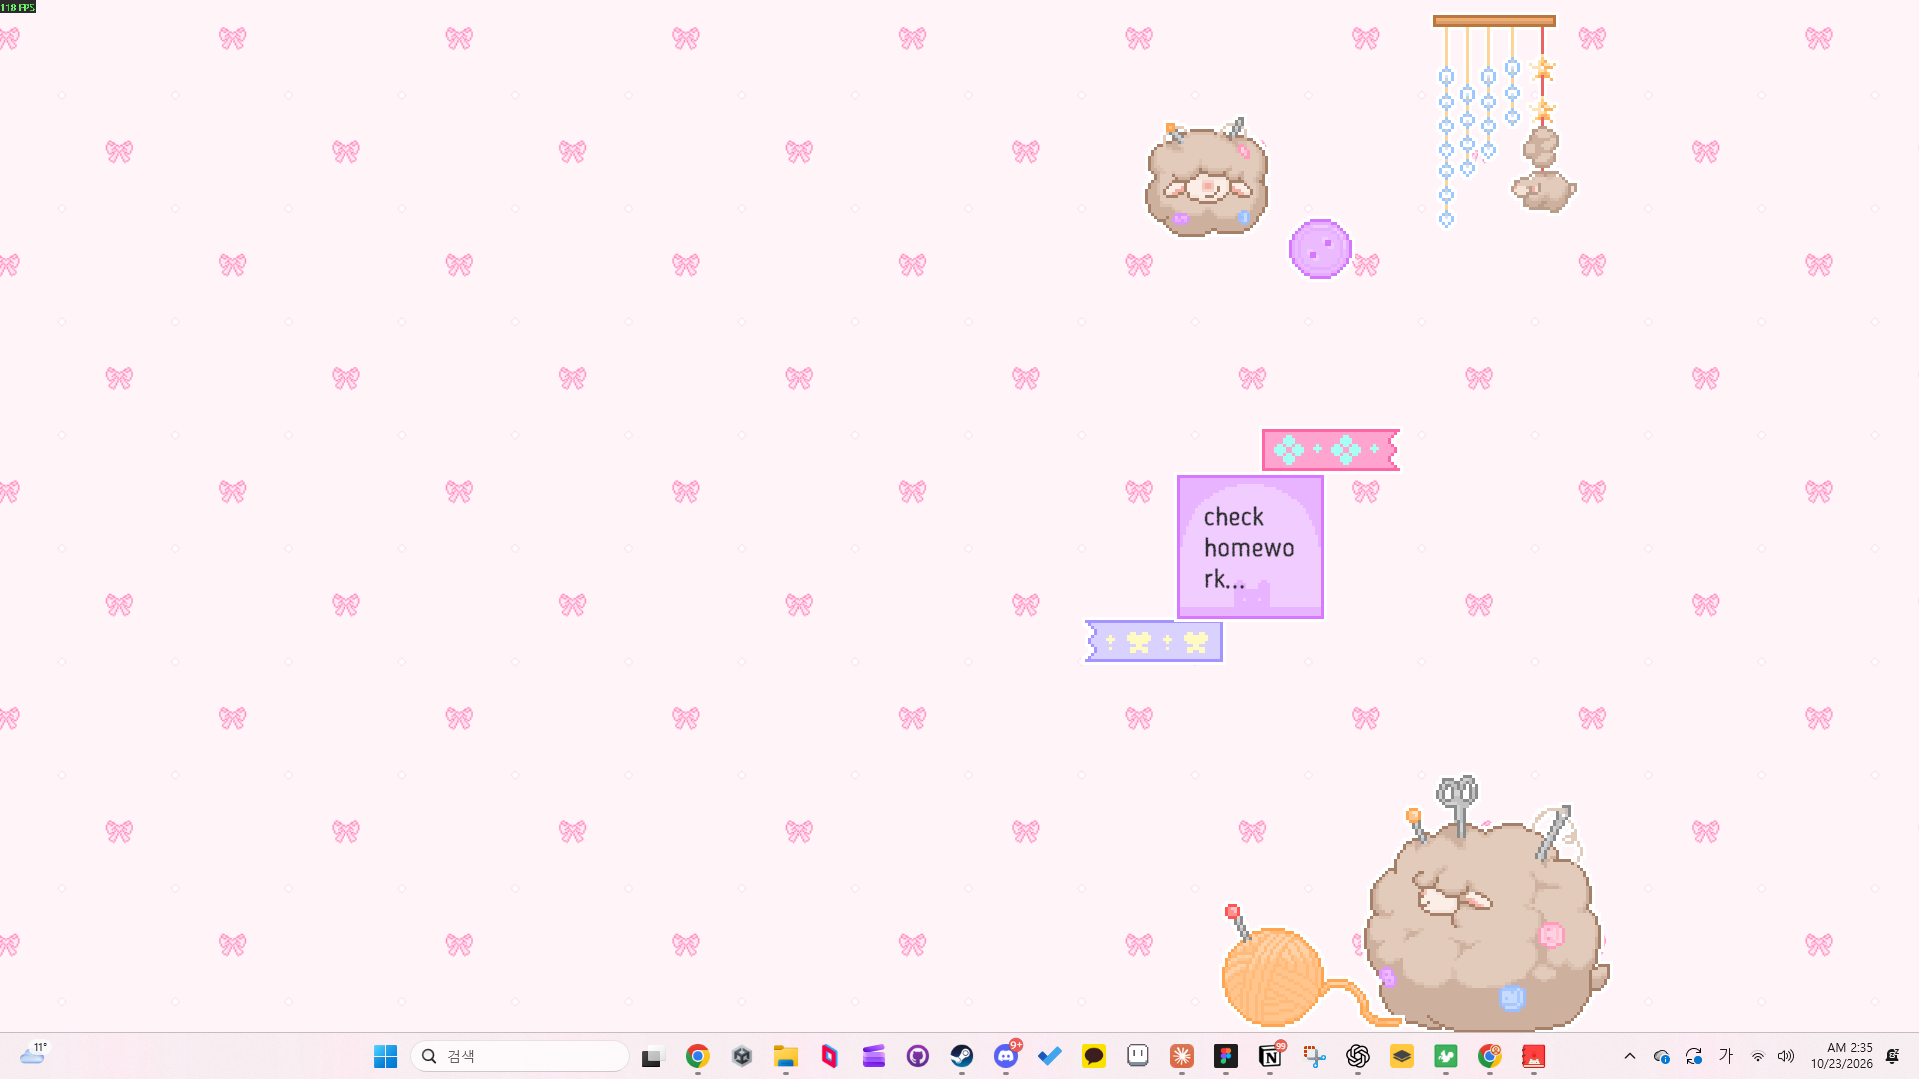 118 FPS
check
homewo
rk...
11°
검색
9+
99
가
AM 2:35
10/23/2026